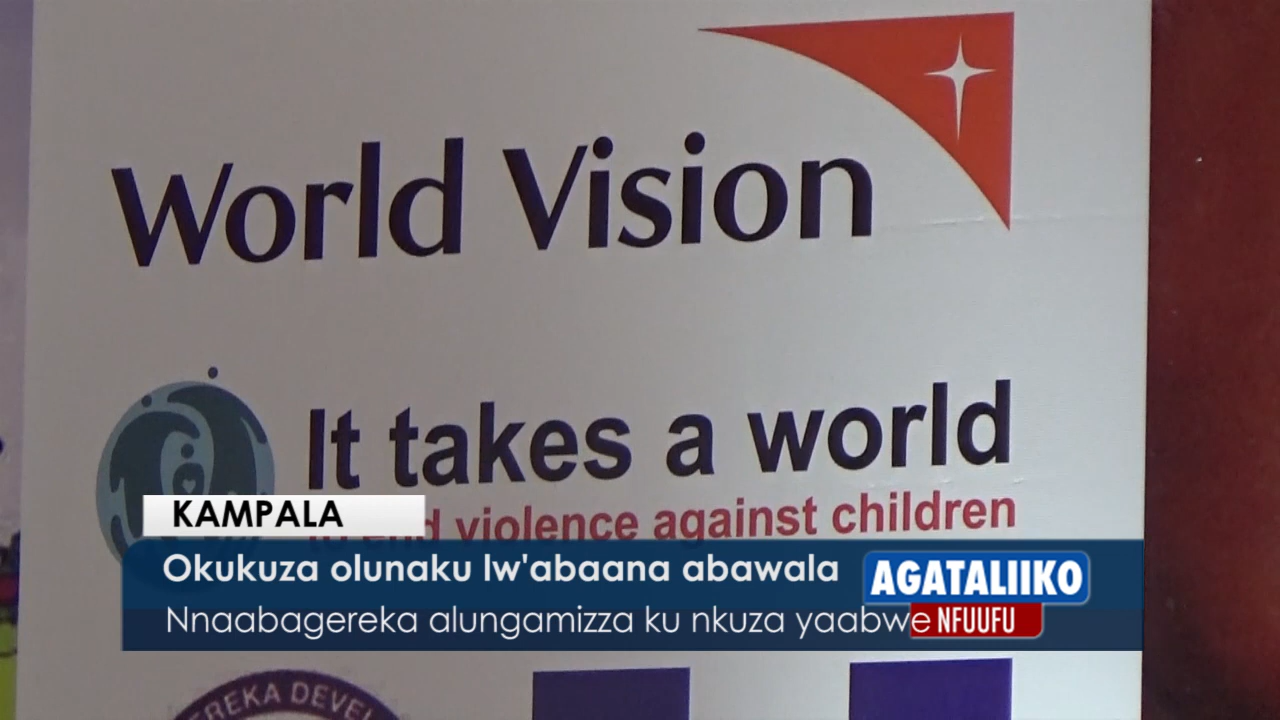 World Vision
It takes a world
violence against children
KAMPALA
Okukuza olunaku lw'abaana abawala
Nnaabagereka alungamizza ku nkuza yaabwe
AGATALIIKO
NFUUFU